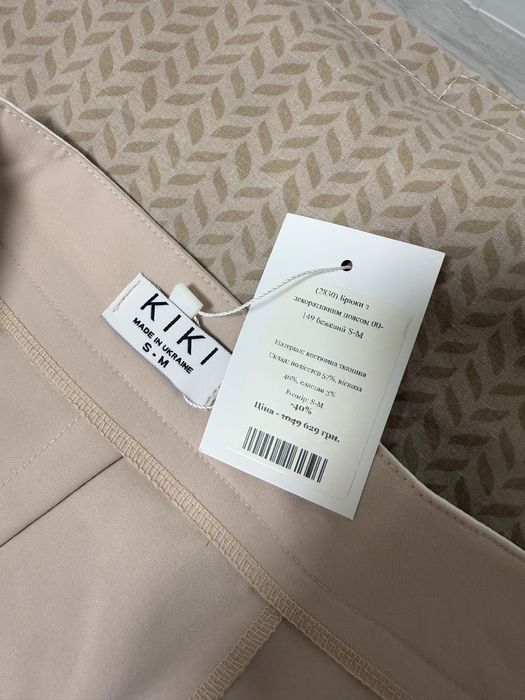 KIKI
MADE IN UKRAINE
S - M
(2830) Брюки з
декоративним поясом 00-
149 бежевий S-M
Матеріал: костюмна тканина
Склад: поліестер 57%, віскоза
40%, еластан 3%
Розмір: S-M
-40%
Ціна - 1049 629 грн.